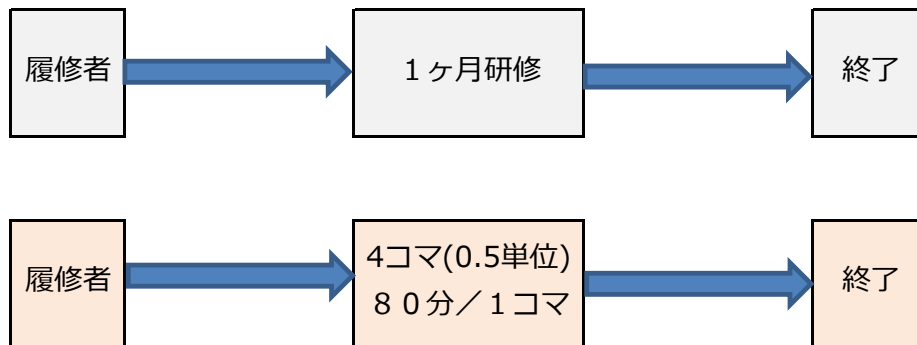 履修者
１ヶ月研修
終了
履修者
4コマ(0.5単位)
８０分／１コマ
終了